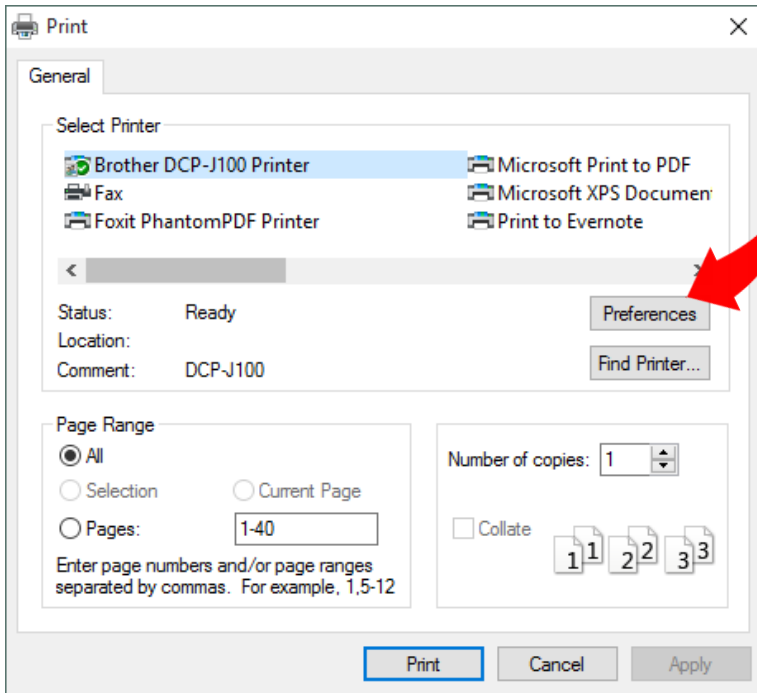 Print
General
Select Printer
Brother DCP-J100 Printer
Microsoft Print to PDF
Fax
Microsoft XPS Documen
Foxit PhantomPDF Printer
Print to Evernote
Status: Ready
Preferences
Location:
Comment: DCP-J100
Find Printer...
Page Range
All
Number of copies: 1
Selection
Current Page
Pages: 1-40
Collate
1 1 2 2 3 3
Enter page numbers and/or page ranges
separated by commas. For example, 1,5-12
Print
Cancel
Apply